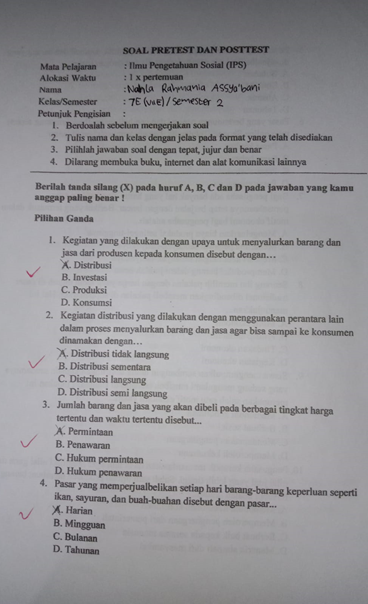 SOAL PRETEST DAN POSTTEST
Mata Pelajaran : Ilmu Pengetahuan Sosial (IPS)
Alokasi Waktu : 1 x pertemuan
Nama : Nahla Rahmania Assya'bani
Kelas/Semester : 7E (VIIE) / Semester 2
Petunjuk Pengisian :
1. Berdoalah sebelum mengerjakan soal
2. Tulis nama dan kelas dengan jelas pada format yang telah disediakan
3. Pilihlah jawaban soal dengan tepat, jujur dan benar
4. Dilarang membuka buku, internet dan alat komunikasi lainnya
Berilah tanda silang (X) pada huruf A, B, C dan D pada jawaban yang kamu
anggap paling benar !
Pilihan Ganda
1. Kegiatan yang dilakukan dengan upaya untuk menyalurkan barang dan
jasa dari produsen kepada konsumen disebut dengan…
A. Distribusi
B. Investasi
C. Produksi
D. Konsumsi
2. Kegiatan distribusi yang dilakukan dengan menggunakan perantara lain
dalam proses menyalurkan barang dan jasa agar bisa sampai ke konsumen
dinamakan dengan…
A. Distribusi tidak langsung
B. Distribusi sementara
C. Distribusi langsung
D. Distribusi semi langsung
3. Jumlah barang dan jasa yang akan dibeli pada berbagai tingkat harga
tertentu dan waktu tertentu disebut...
A. Permintaan
B. Penawaran
C. Hukum permintaan
D. Hukum penawaran
4. Pasar yang memperjualbelikan setiap hari barang-barang keperluan seperti
ikan, sayuran, dan buah-buahan disebut dengan pasar...
A. Harian
B. Mingguan
C. Bulanan
D. Tahunan